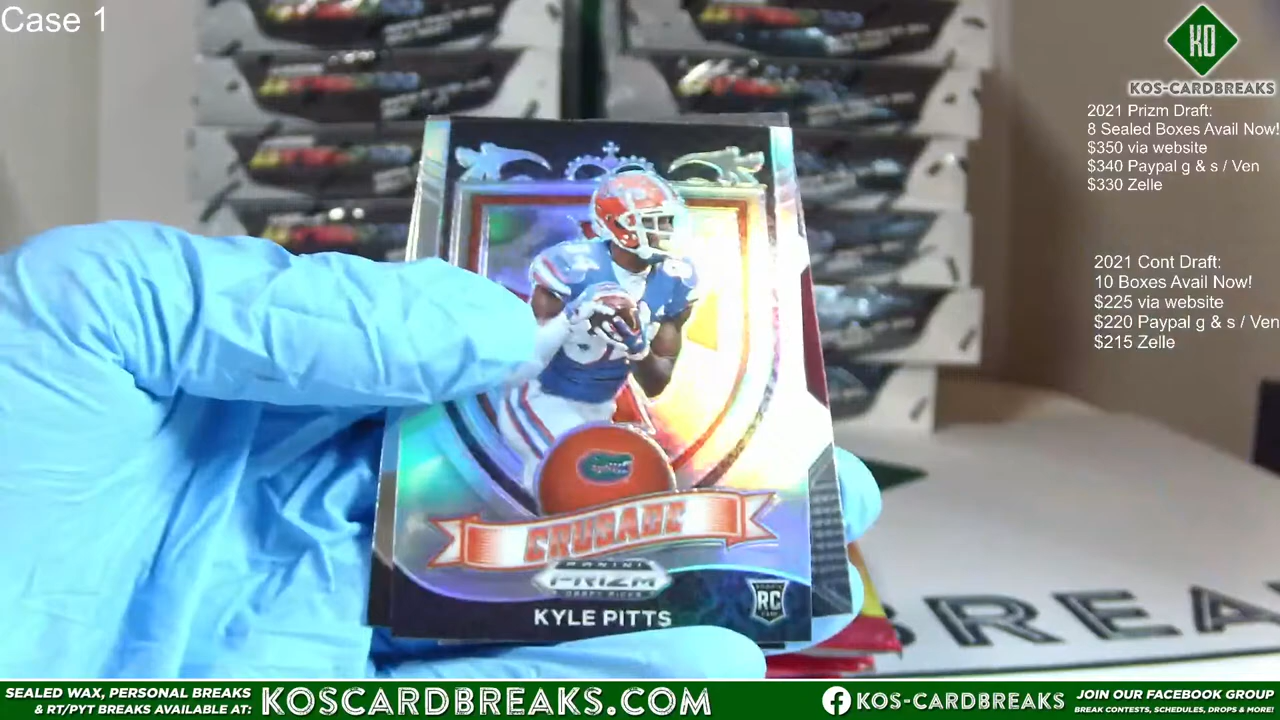 Case 1
KO
KOS-CARDBREAKS
2021 Prizm Draft:
8 Sealed Boxes Avail Now!
$350 via website
$340 Paypal g & s / Ven
$330 Zelle
2021 Cont Draft:
10 Boxes Avail Now!
$225 via website
$220 Paypal g & s / Ven
$215 Zelle
84
CRUSADE
PANINI
PRIZM
DRAFT PICKS
KYLE PITTS
RC
BREA
SEALED WAX, PERSONAL BREAKS
& RT/PYT BREAKS AVAILABLE AT:
KOSCARDBREAKS.COM
KOS-CARDBREAKS
JOIN OUR FACEBOOK GROUP
BREAK CONTESTS, SCHEDULES, DROPS & MORE!